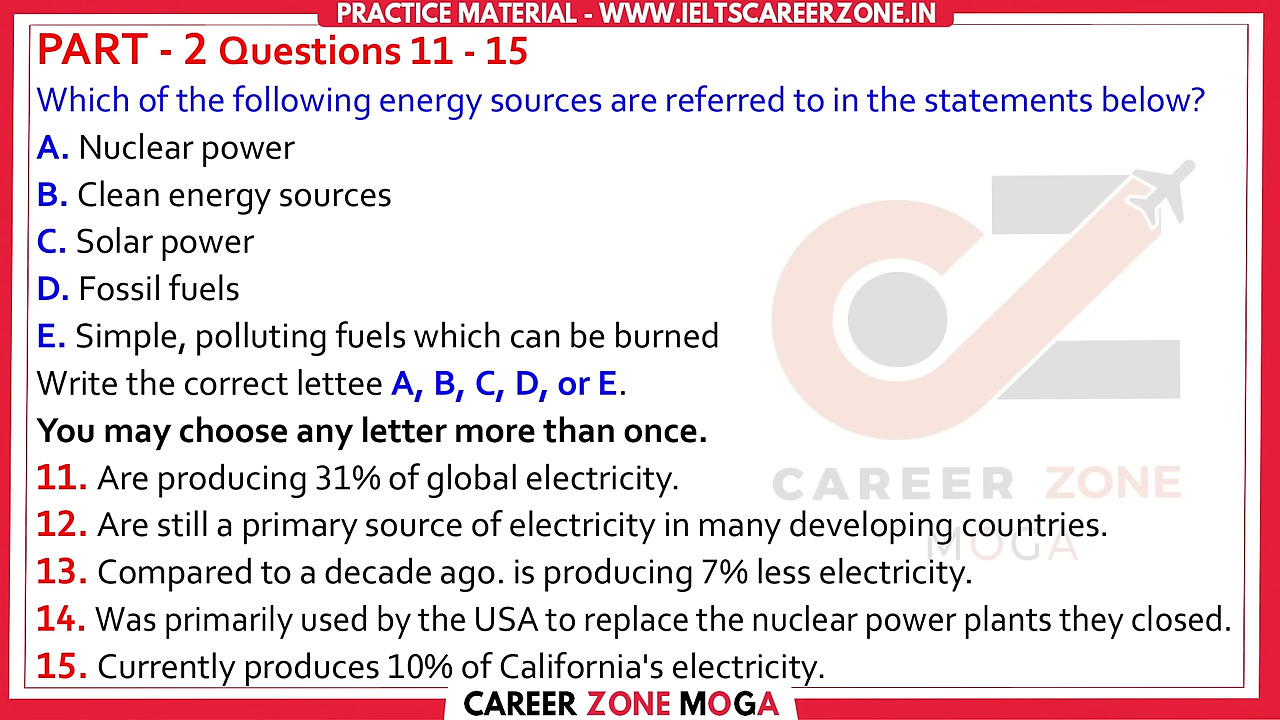 PRACTICE MATERIAL - WWW.IELTSCAREERZONE.IN
PART - 2 Questions 11 - 15
Which of the following energy sources are referred to in the statements below?
A. Nuclear power
B. Clean energy sources
C. Solar power
D. Fossil fuels
E. Simple, polluting fuels which can be burned
Write the correct lettee A, B, C, D, or E.
You may choose any letter more than once.
11. Are producing 31% of global electricity.
12. Are still a primary source of electricity in many developing countries.
13. Compared to a decade ago. is producing 7% less electricity.
14. Was primarily used by the USA to replace the nuclear power plants they closed.
15. Currently produces 10% of California's electricity.
CAREER ZONE
MOGA
CAREER ZONE MOGA